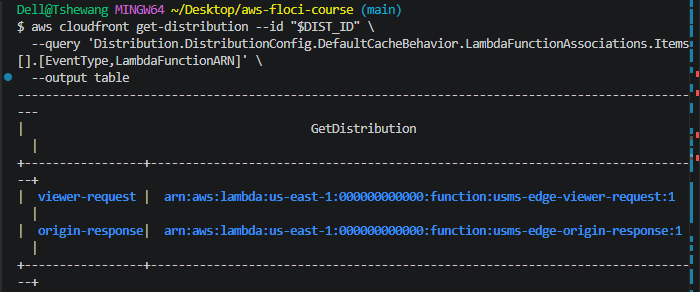 Dell@Tshewang MINGW64 ~/Desktop/aws-floci-course (main)
$ aws cloudfront get-distribution --id "$DIST_ID" \
  --query 'Distribution.DistributionConfig.DefaultCacheBehavior.LambdaFunctionAssociations.Items
[].[EventType,LambdaFunctionARN]' \
  --output table
---------------------------------------------------------------------------------------
---
|                                    GetDistribution
  |
+----------------+---------------------------------------------------------------------
--+
|  viewer-request |  arn:aws:lambda:us-east-1:000000000000:function:usms-edge-viewer-request:1
  |
|  origin-response|  arn:aws:lambda:us-east-1:000000000000:function:usms-edge-origin-response:1
  |
+----------------+---------------------------------------------------------------------
--+